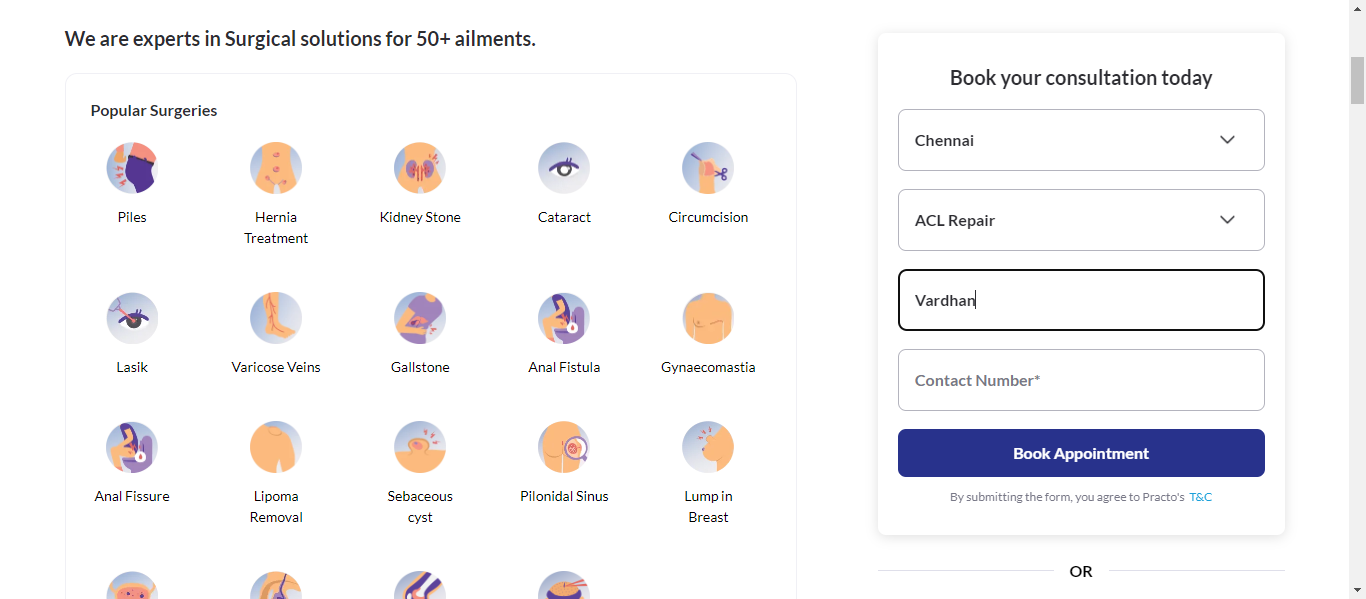 We are experts in Surgical solutions for 50+ ailments.
Popular Surgeries
Piles
Hernia
Treatment
Kidney Stone
Cataract
Circumcision
Lasik
Varicose Veins
Gallstone
Anal Fistula
Gynaecomastia
Anal Fissure
Lipoma
Removal
Sebaceous
cyst
Pilonidal Sinus
Lump in
Breast
Book your consultation today
Chennai
ACL Repair
Vardhan
Contact Number*
Book Appointment
By submitting the form, you agree to Practo's T&C
OR